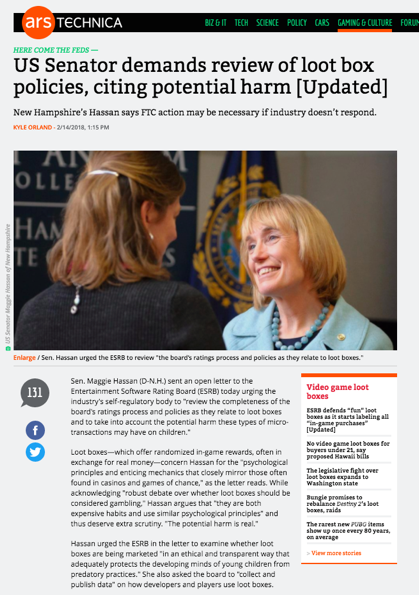 ars TECHNICA
BIZ & IT TECH SCIENCE POLICY CARS GAMING & CULTURE
HERE COME THE FEDS —
US Senator demands review of loot box
policies, citing potential harm [Updated]
New Hampshire's Hassan says FTC action may be necessary if industry doesn't respond.
KYLE ORLAND - 2/14/2018, 1:15 PM
US Senator Maggie Hassan of New Hampshire
Enlarge / Sen. Hassan urged the ESRB to review "the board's ratings process and policies as they relate to loot boxes."
131
Sen. Maggie Hassan (D-N.H.) sent an open letter to the
Entertainment Software Rating Board (ESRB) today urging the
industry's self-regulatory body to "review the completeness of the
board's ratings process and policies as they relate to loot boxes
and to take into account the potential harm these types of micro-
transactions may have on children."
Loot boxes—which offer randomized in-game rewards, often in
exchange for real money—concern Hassan for the "psychological
principles and enticing mechanics that closely mirror those often
found in casinos and games of chance," as the letter reads. While
acknowledging "robust debate over whether loot boxes should be
considered gambling," Hassan argues that "they are both
expensive habits and use similar psychological principles" and
thus deserve extra scrutiny. "The potential harm is real."
Hassan urged the ESRB in the letter to examine whether loot
boxes are being marketed "in an ethical and transparent way that
adequately protects the developing minds of young children from
predatory practices." She also asked the board to "collect and
publish data" on how developers and players use loot boxes.
Video game loot
boxes
ESRB defends "fun" loot
boxes as it starts labeling all
"in-game purchases"
[Updated]
No video game loot boxes for
buyers under 21, say
proposed Hawaii bills
The legislative fight over
loot boxes expands to
Washington state
Bungie promises to
rebalance Destiny 2's loot
boxes, raids
The rarest new PUBG items
show up once every 80 years,
on average
> View more stories